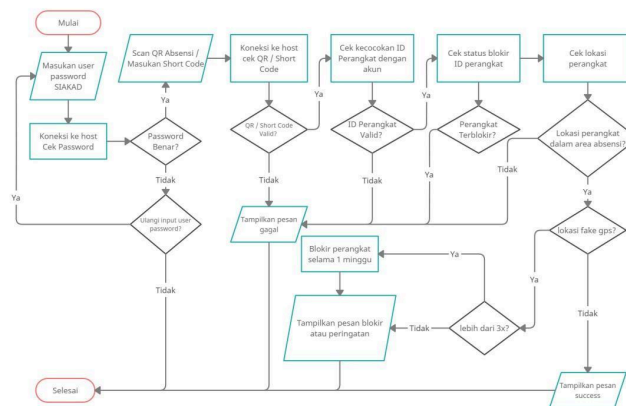 Mulai
Masukan user
password
SIAKAD
Koneksi ke host
Cek Password
Password
Benar?
Ya
Tidak
Ulangi input user
password?
Ya
Tidak
Scan QR Absensi /
Masukan Short Code
Koneksi ke host
cek QR / Short
Code
QR / Short Code
Valid?
Ya
Tidak
Cek kecocokan ID
Perangkat dengan
akun
ID Perangkat
Valid?
Ya
Tidak
Cek status blokir
ID perangkat
Perangkat
Terblokir?
Ya
Tidak
Cek lokasi
perangkat
Lokasi perangkat
dalam area absensi?
Ya
Tampilkan pesan
gagal
lokasi fake gps?
Ya
Tidak
lebih dari 3x?
Ya
Tidak
Blokir perangkat
selama 1 minggu
Tampilkan pesan blokir
atau peringatan
Tampilkan pesan
success
Selesai